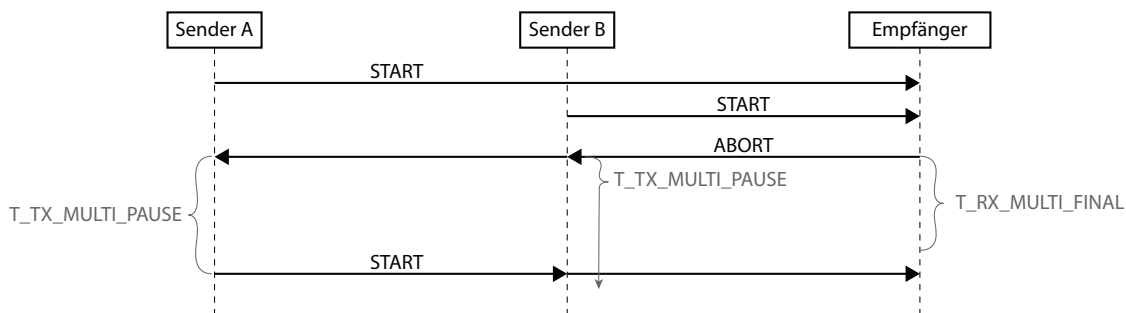 Sender A
Sender B
Empfänger
START
START
ABORT
T_TX_MULTI_PAUSE
T_RX_MULTI_FINAL
T_TX_MULTI_PAUSE
START